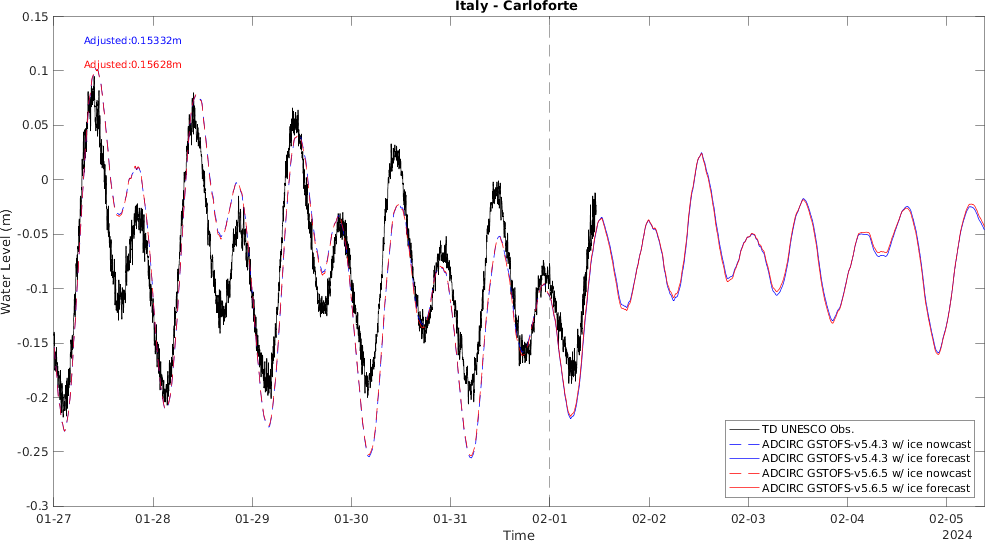 Italy - Carloforte
Adjusted:0.15332m
Adjusted:0.15628m
0.15
0.1
0.05
0
-0.05
-0.1
-0.15
-0.2
-0.25
-0.3
Water Level (m)
TD UNESCO Obs.
ADCIRC GSTOFS-v5.4.3 w/ ice nowcast
ADCIRC GSTOFS-v5.4.3 w/ ice forecast
ADCIRC GSTOFS-v5.6.5 w/ ice nowcast
ADCIRC GSTOFS-v5.6.5 w/ ice forecast
01-27 01-28 01-29 01-30 01-31 02-01 02-02 02-03 02-04 02-05
Time
2024